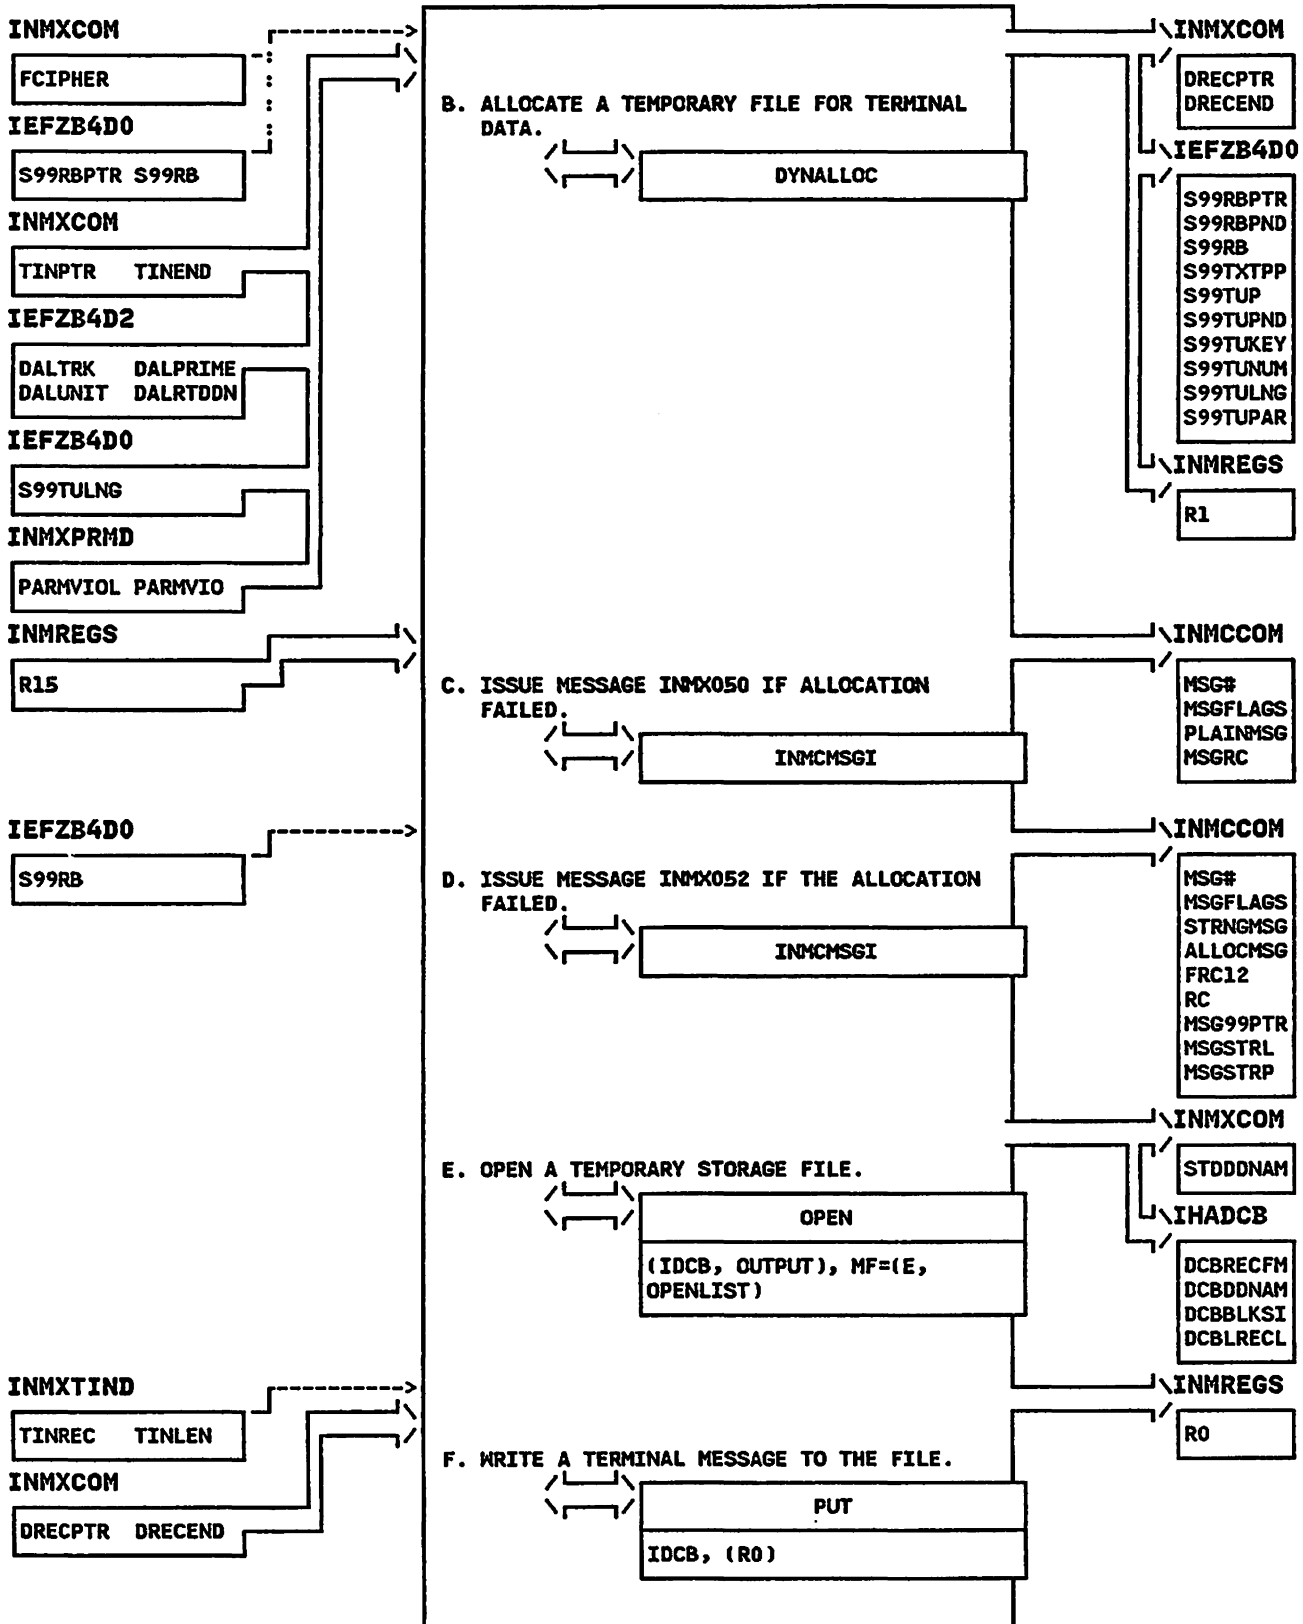 INMXCOM
FCIPHER
IEFZB4D0
S99RBPTR S99RB
INMXCOM
TINPTR TINEND
IEFZB4D2
DALTRK DALPRIME
DALUNIT DALRTDDN
IEFZB4D0
S99TULNG
INMXPRMD
PARMVIOL PARMVIO
INMREGS
R15
IEFZB4D0
S99RB
INMXTIND
TINREC TINLEN
INMXCOM
DRECPTR DRECEND
B. ALLOCATE A TEMPORARY FILE FOR TERMINAL
DATA.
DYNALLOC
C. ISSUE MESSAGE INMX050 IF ALLOCATION
FAILED.
INMCMSGI
D. ISSUE MESSAGE INMX052 IF THE ALLOCATION
FAILED.
INMCMSGI
E. OPEN A TEMPORARY STORAGE FILE.
OPEN
(IDCB, OUTPUT), MF=(E,
OPENLIST)
F. WRITE A TERMINAL MESSAGE TO THE FILE.
PUT
IDCB, (R0)
INMXCOM
DRECPTR
DRECEND
IEFZB4D0
S99RBPTR
S99RBPND
S99RB
S99TXTPP
S99TUP
S99TUPND
S99TUKEY
S99TUNUM
S99TULNG
S99TUPAR
INMREGS
R1
INMCCOM
MSG#
MSGFLAGS
PLAINMSG
MSGRC
INMCCOM
MSG#
MSGFLAGS
STRNGMSG
ALLOCMSG
FRC12
RC
MSG99PTR
MSGSTRL
MSGSTRP
INMXCOM
STDDDNAM
IHADCB
DCBRECFM
DCBDDNAM
DCBBLKSI
DCBLRECL
INMREGS
R0